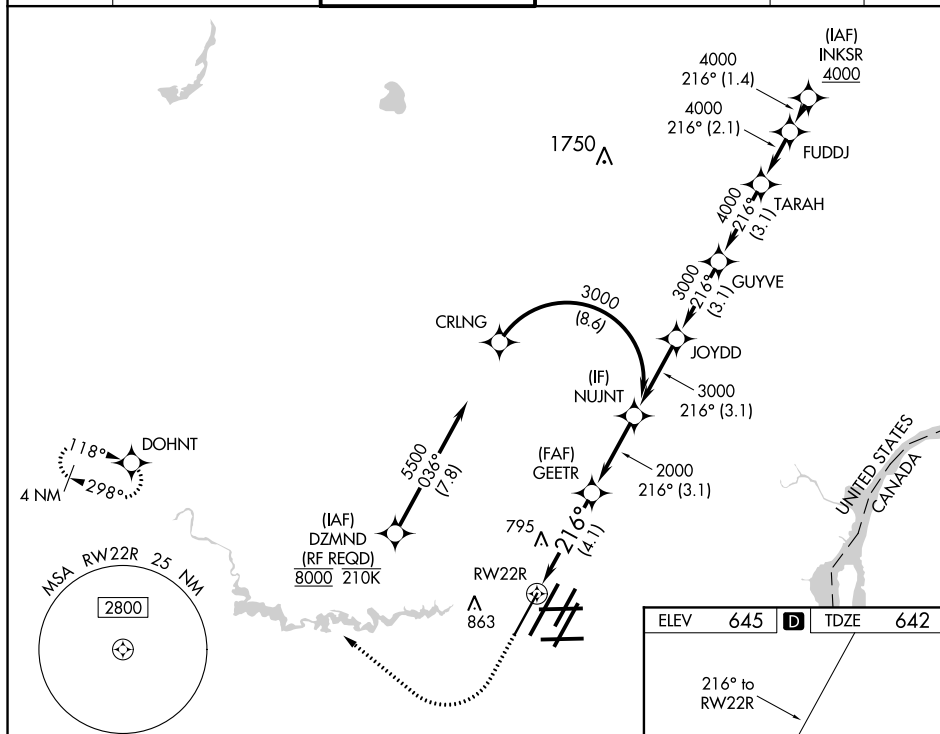 (IAF)
INKSR
4000
4000
216° (1.4)
4000
216° (2.1)
FUDDJ
1750
TARAH
4000
216°
(3.1)
GUYVE
3000
216°
(3.1)
3000
(8.6)
CRLNG
JOYDD
(IF)
NUJNT
3000
216° (3.1)
118°
DOHNT
298°
4 NM
5500
036°
(7.8)
(FAF)
GEETR
2000
216° (3.1)
UNITED STATES
CANADA
(IAF)
DZMND
(RF REQD)
8000 210K
795
216°
(4.1)
RW22R
863
MSA RW22R 25 NM
2800
ELEV 645 D TDZE 642
216° to
RW22R